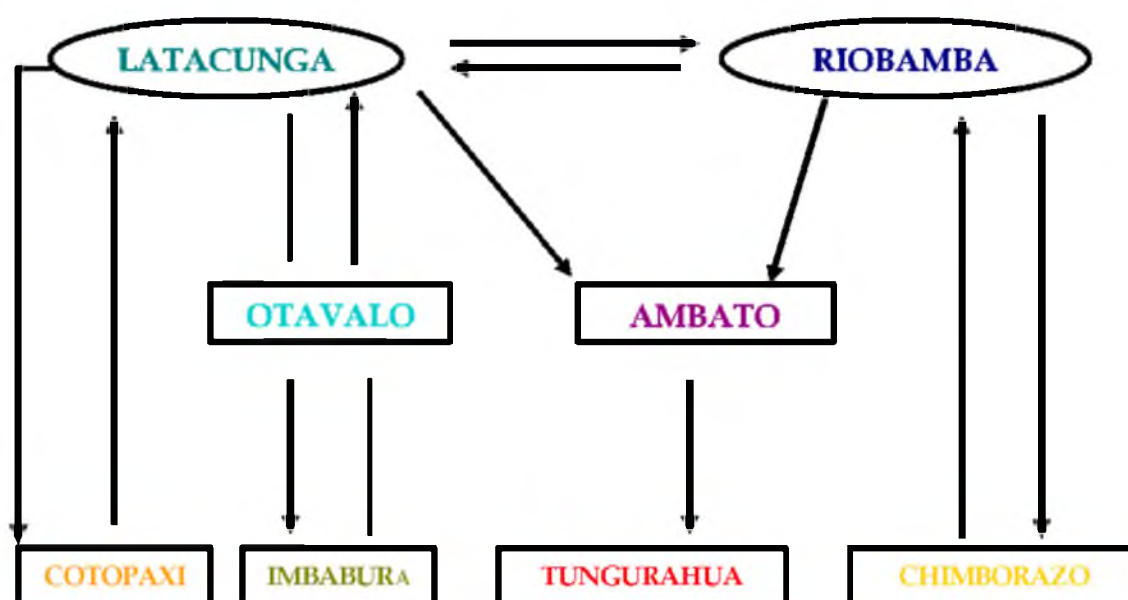 LATACUNGA
RIOBAMBA
OTAVALO
AMBATO
COTOPAXI
IMBABURA
TUNGURAHUA
CHIMBORAZO